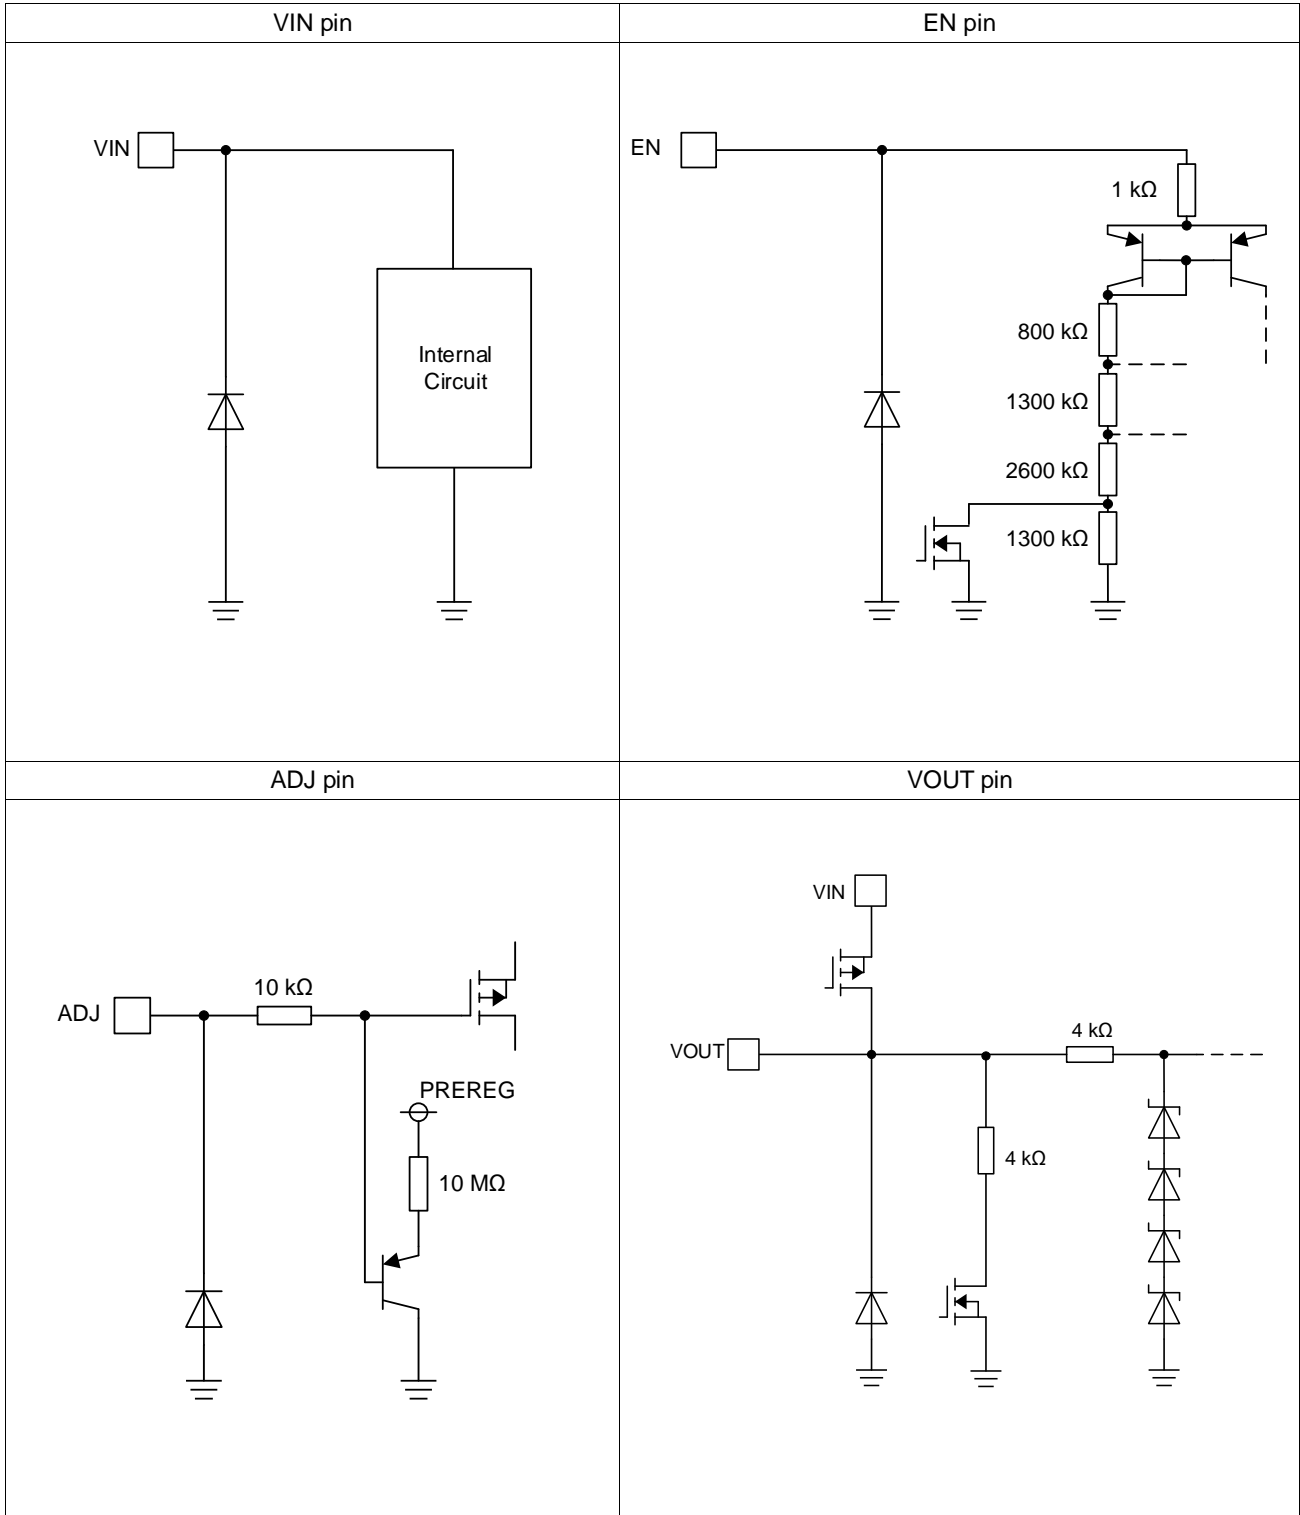 VIN pin
EN pin
VIN
Internal
Circuit
EN
1 kΩ
800 kΩ
1300 kΩ
2600 kΩ
1300 kΩ
ADJ pin
VOUT pin
ADJ
10 kΩ
PREREG
10 MΩ
VIN
VOUT
4 kΩ
4 kΩ